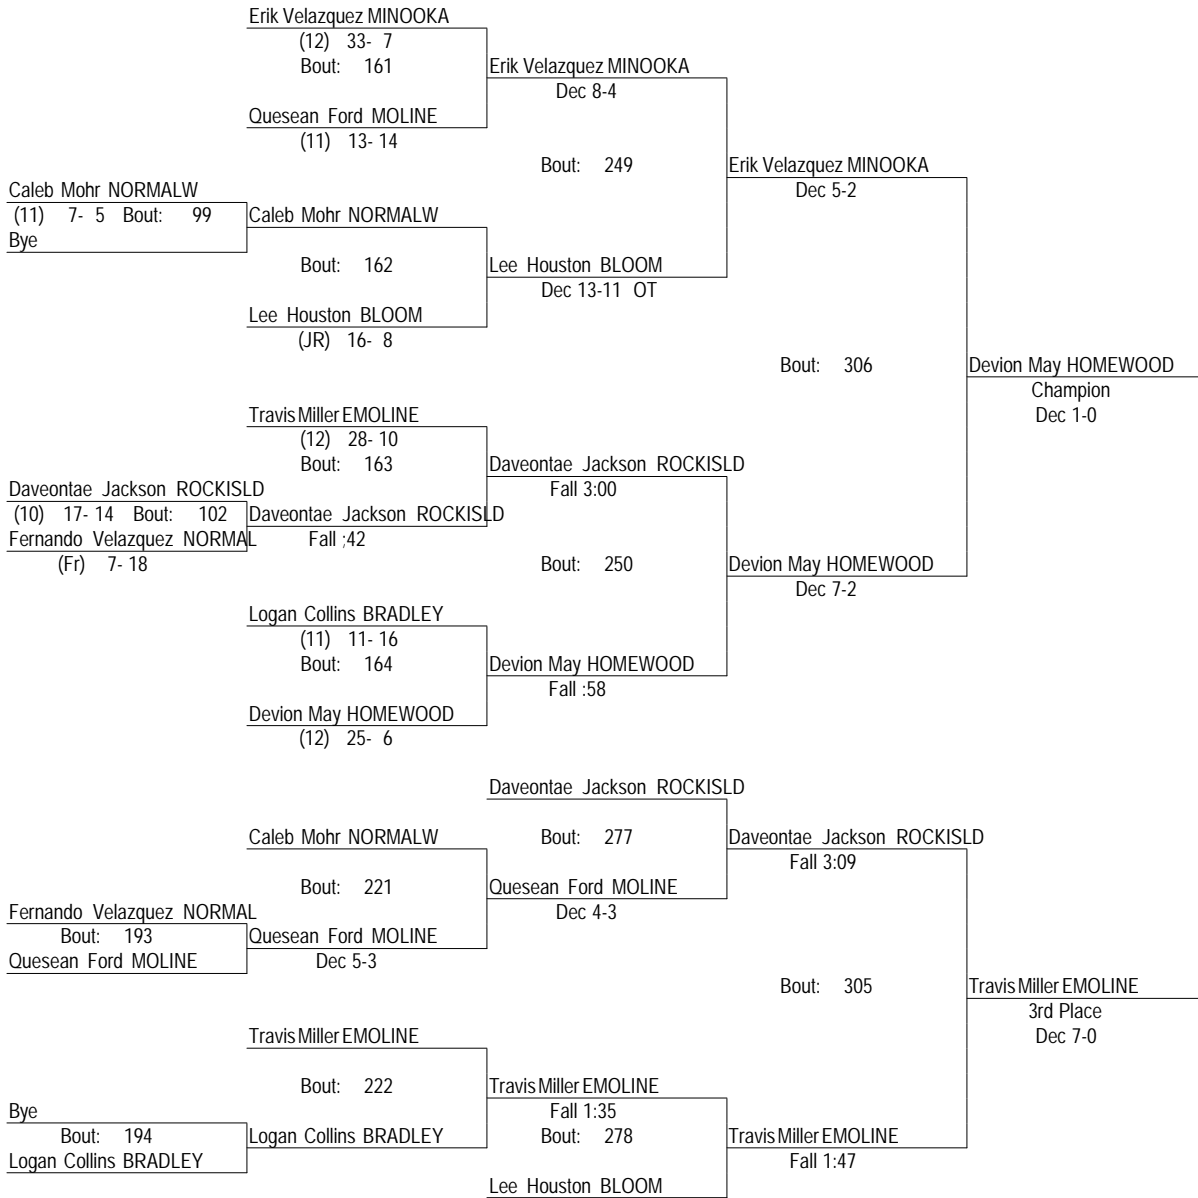 Erik Velazquez MINOOKA
(12) 33- 7
Bout: 161
Erik Velazquez MINOOKA
Dec 8-4
Quesean Ford MOLINE
(11) 13- 14
Bout: 249
Erik Velazquez MINOOKA
Dec 5-2
Caleb Mohr NORMALW
(11) 7- 5 Bout: 99
Bye
Caleb Mohr NORMALW
Bout: 162
Lee Houston BLOOM
Dec 13-11 OT
Lee Houston BLOOM
(JR) 16- 8
Bout: 306
Devion May HOMEWOOD
Champion
Dec 1-0
Travis Miller EMOLINE
(12) 28- 10
Bout: 163
Daveontae Jackson ROCKISLD
Fall 3:00
Daveontae Jackson ROCKISLD
(10) 17- 14 Bout: 102
Fernando Velazquez NORMAL
(Fr) 7- 18
Daveontae Jackson ROCKISLD
Fall ;42
Bout: 250
Devion May HOMEWOOD
Dec 7-2
Logan Collins BRADLEY
(11) 11- 16
Bout: 164
Devion May HOMEWOOD
Fall :58
Devion May HOMEWOOD
(12) 25- 6
Daveontae Jackson ROCKISLD
Caleb Mohr NORMALW
Bout: 277
Daveontae Jackson ROCKISLD
Fall 3:09
Bout: 221
Quesean Ford MOLINE
Dec 4-3
Fernando Velazquez NORMAL
Bout: 193
Quesean Ford MOLINE
Quesean Ford MOLINE
Dec 5-3
Bout: 305
Travis Miller EMOLINE
3rd Place
Dec 7-0
Travis Miller EMOLINE
Bout: 222
Travis Miller EMOLINE
Fall 1:35
Bye
Bout: 194
Logan Collins BRADLEY
Logan Collins BRADLEY
Bout: 278
Travis Miller EMOLINE
Fall 1:47
Lee Houston BLOOM